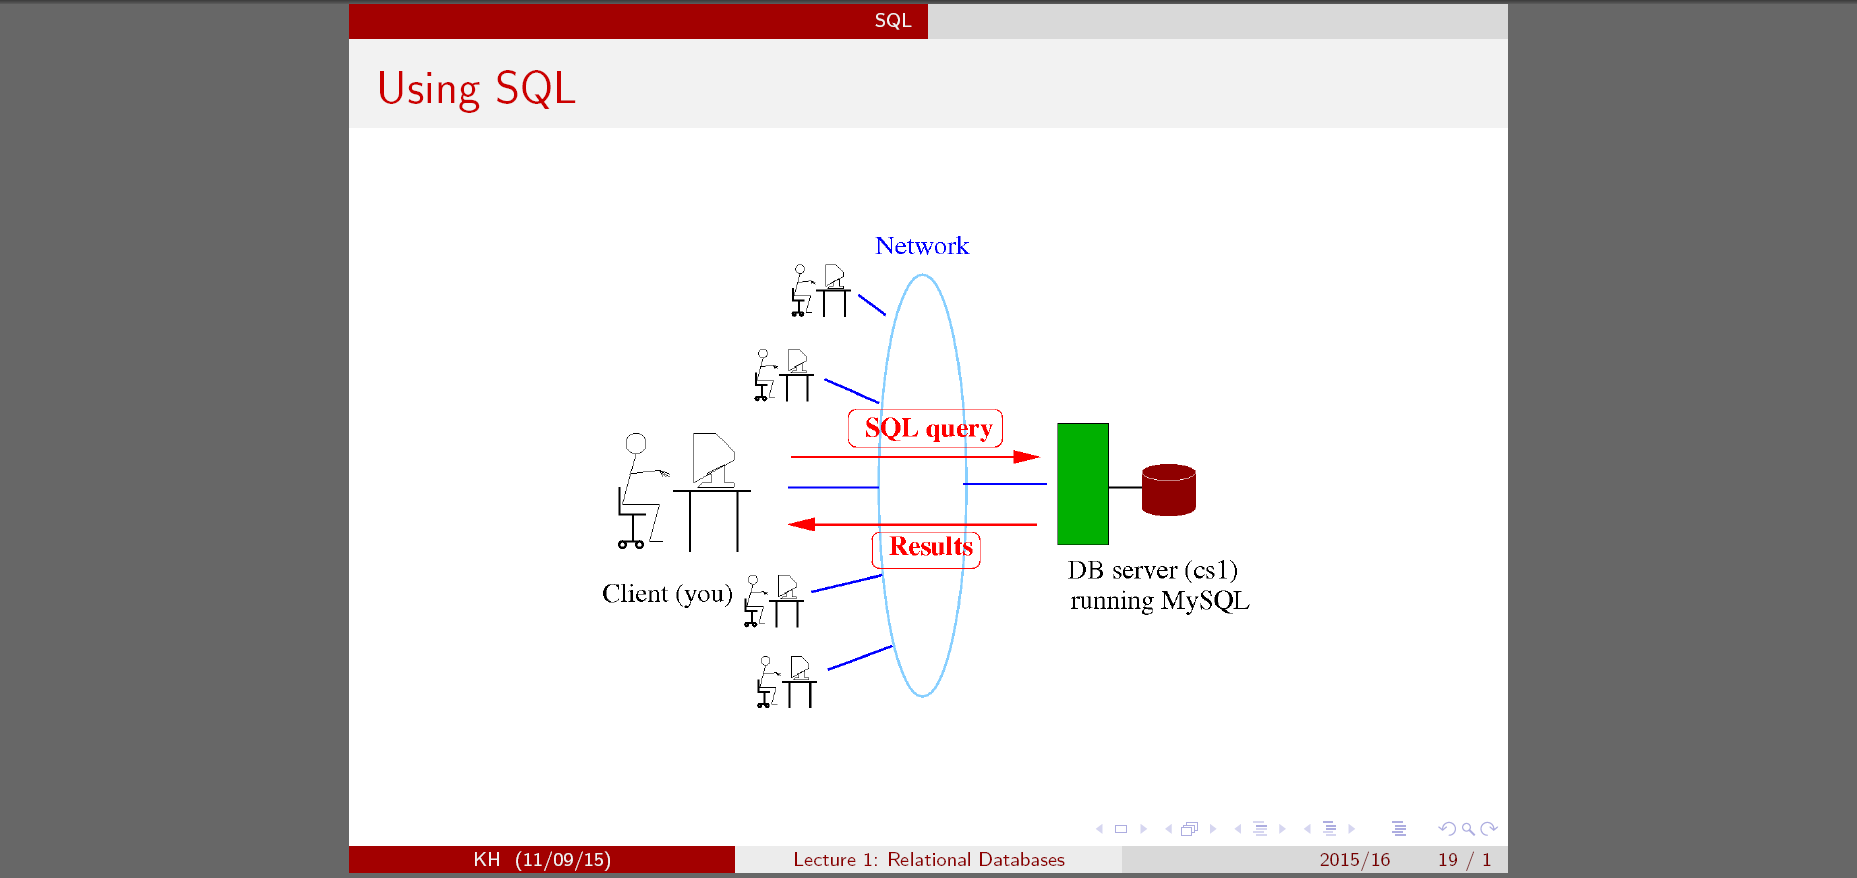 SQL
Using SQL
Network
SQL query
Results
Client (you)
DB server (cs1)
running MySQL
KH (11/09/15)
Lecture 1: Relational Databases
2015/16
19 / 1